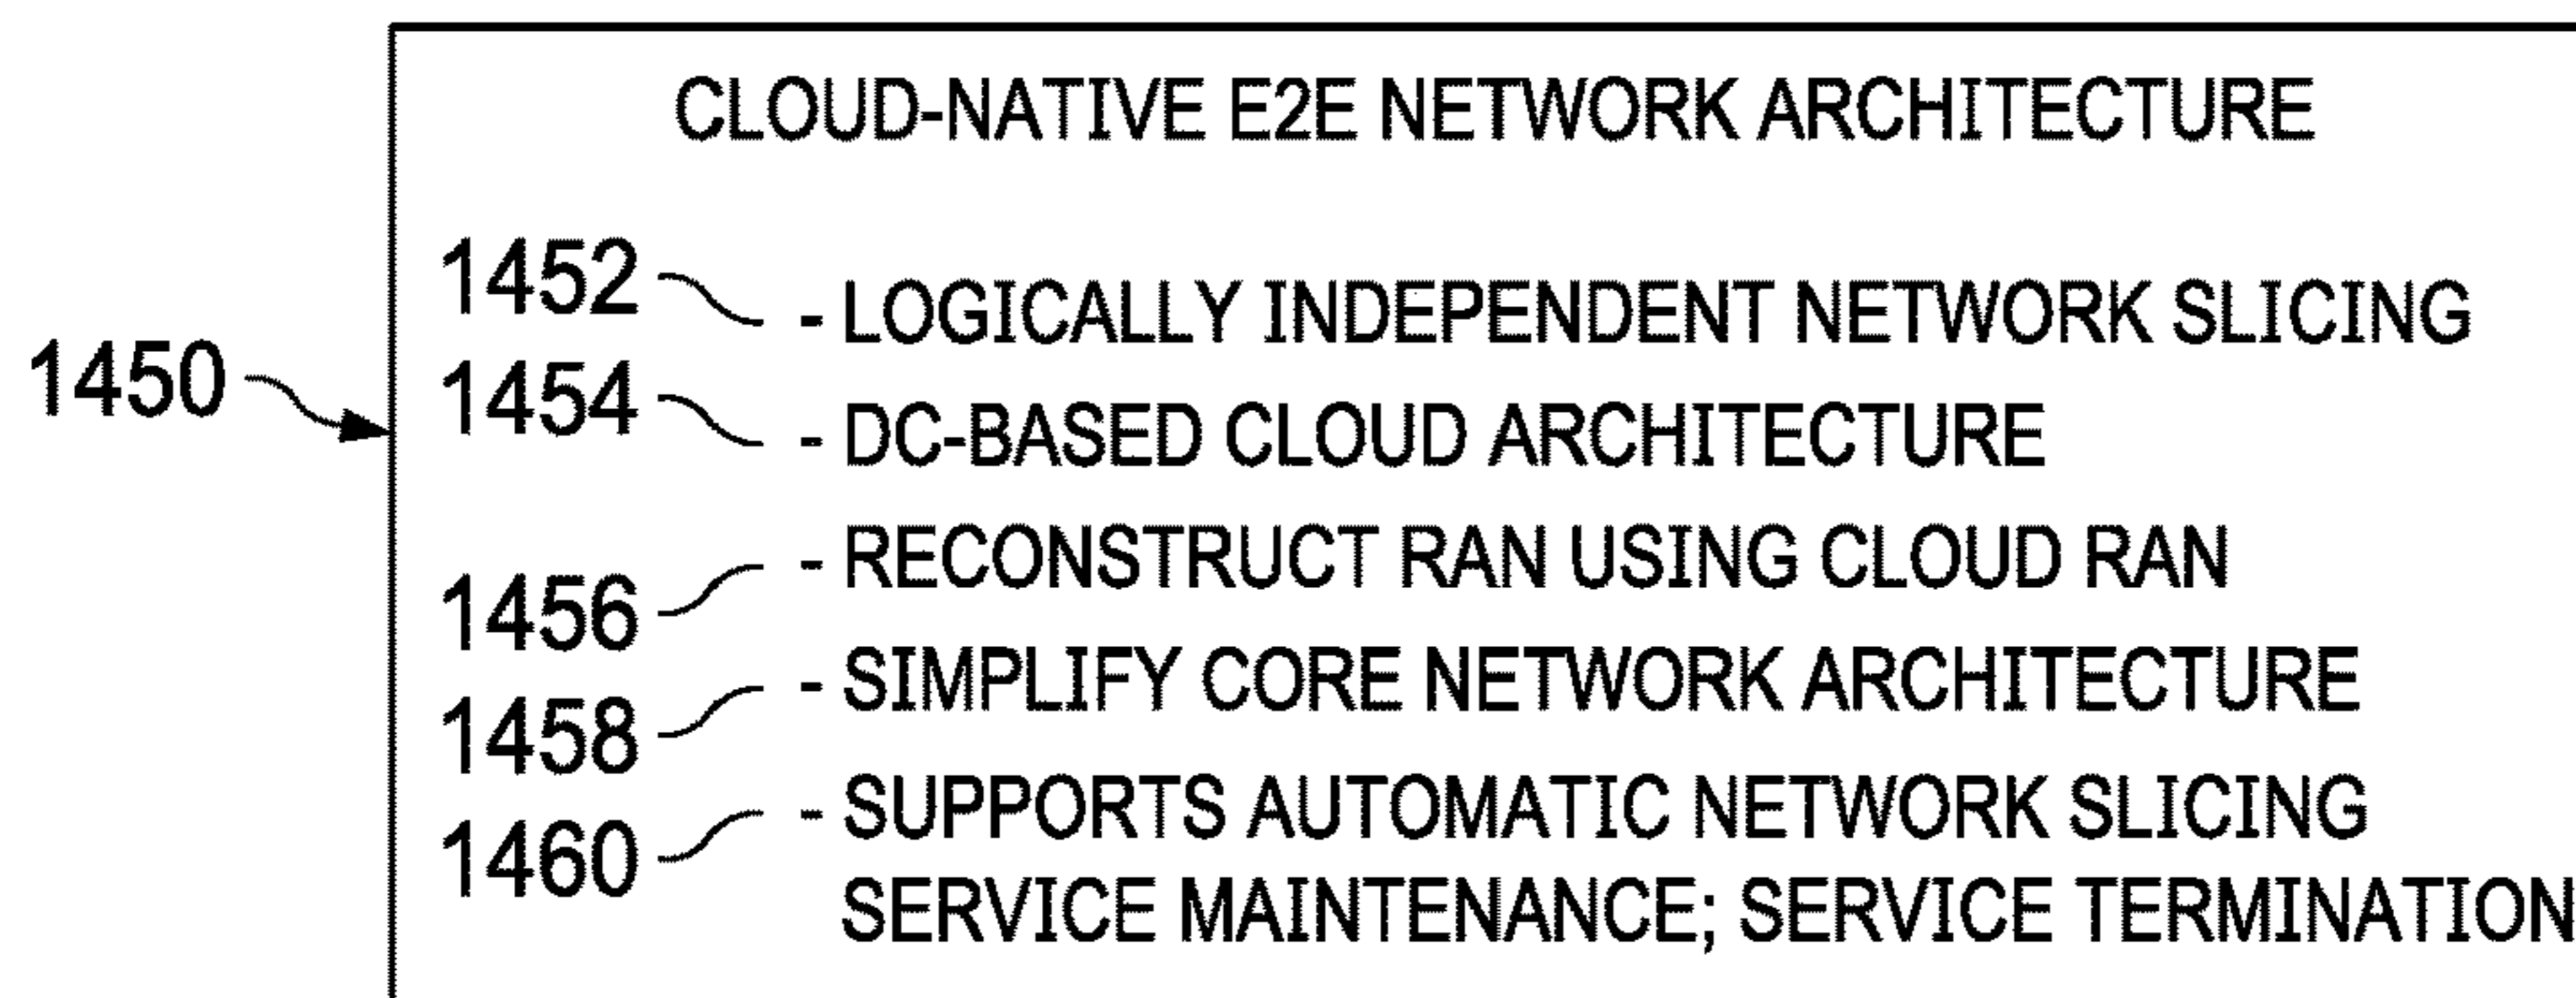 CLOUD-NATIVE E2E NETWORK ARCHITECTURE
1452 - LOGICALLY INDEPENDENT NETWORK SLICING
1450
1454 - DC-BASED CLOUD ARCHITECTURE
1456 - RECONSTRUCT RAN USING CLOUD RAN
1458 - SIMPLIFY CORE NETWORK ARCHITECTURE
1460 - SUPPORTS AUTOMATIC NETWORK SLICING
SERVICE MAINTENANCE; SERVICE TERMINATION